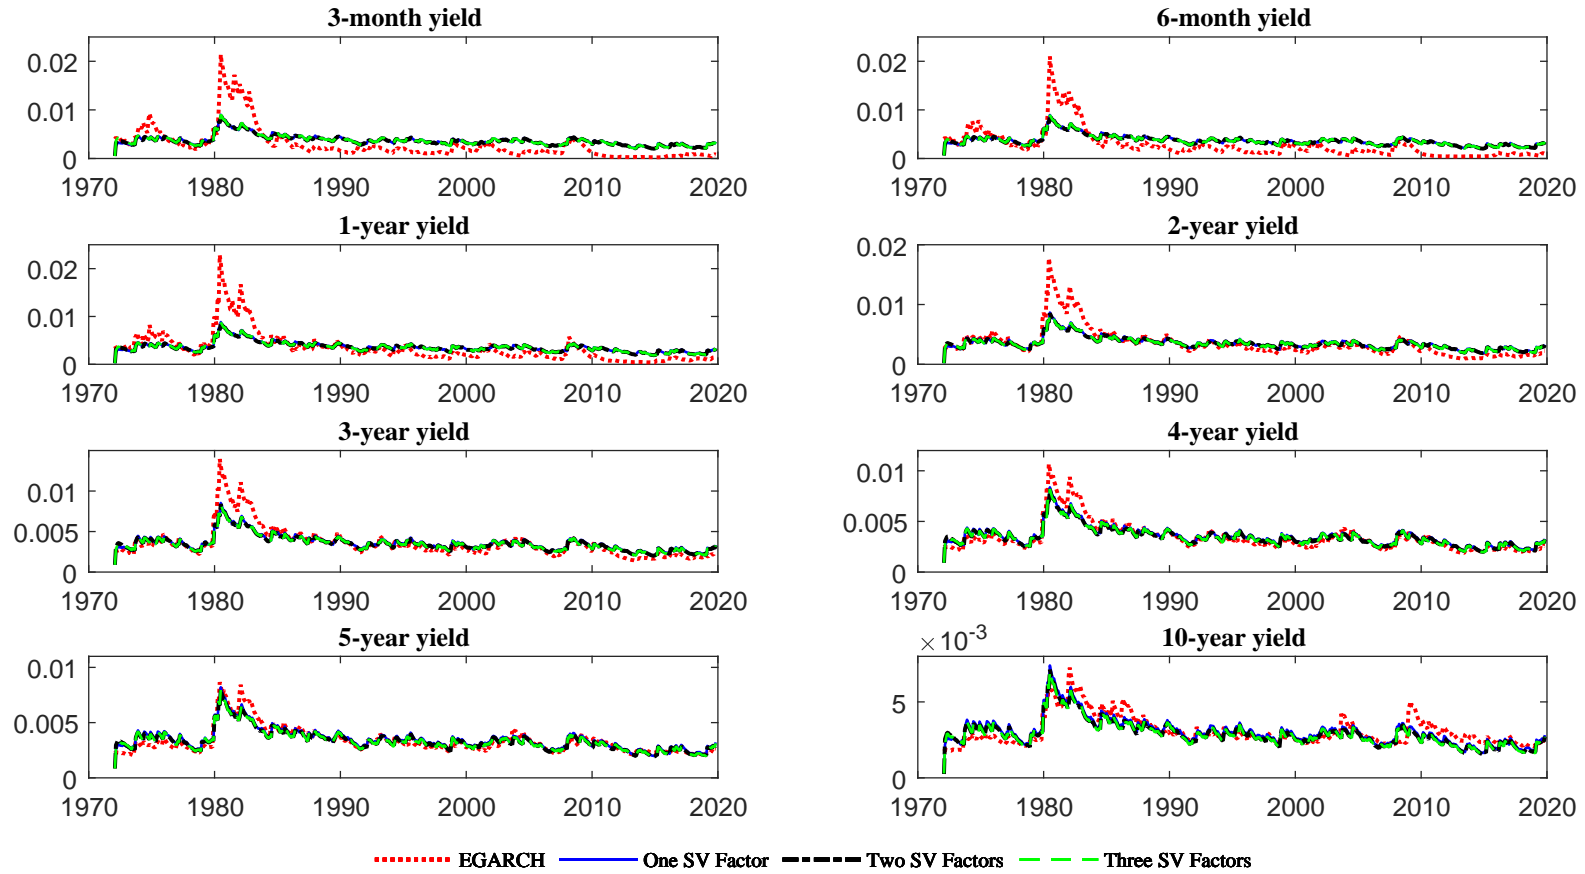 3-month yield
6-month yield
0.02
0.01
0
1970 1980 1990 2000 2010 2020
0.02
0.01
0
1970 1980 1990 2000 2010 2020
1-year yield
2-year yield
0.02
0.01
0
1970 1980 1990 2000 2010 2020
0.02
0.01
0
1970 1980 1990 2000 2010 2020
3-year yield
4-year yield
0.01
0.005
0
1970 1980 1990 2000 2010 2020
0.01
0.005
0
1970 1980 1990 2000 2010 2020
5-year yield
10-year yield
0.01
0.005
0
1970 1980 1990 2000 2010 2020
×10⁻³
5
0
1970 1980 1990 2000 2010 2020
EGARCH One SV Factor Two SV Factors Three SV Factors